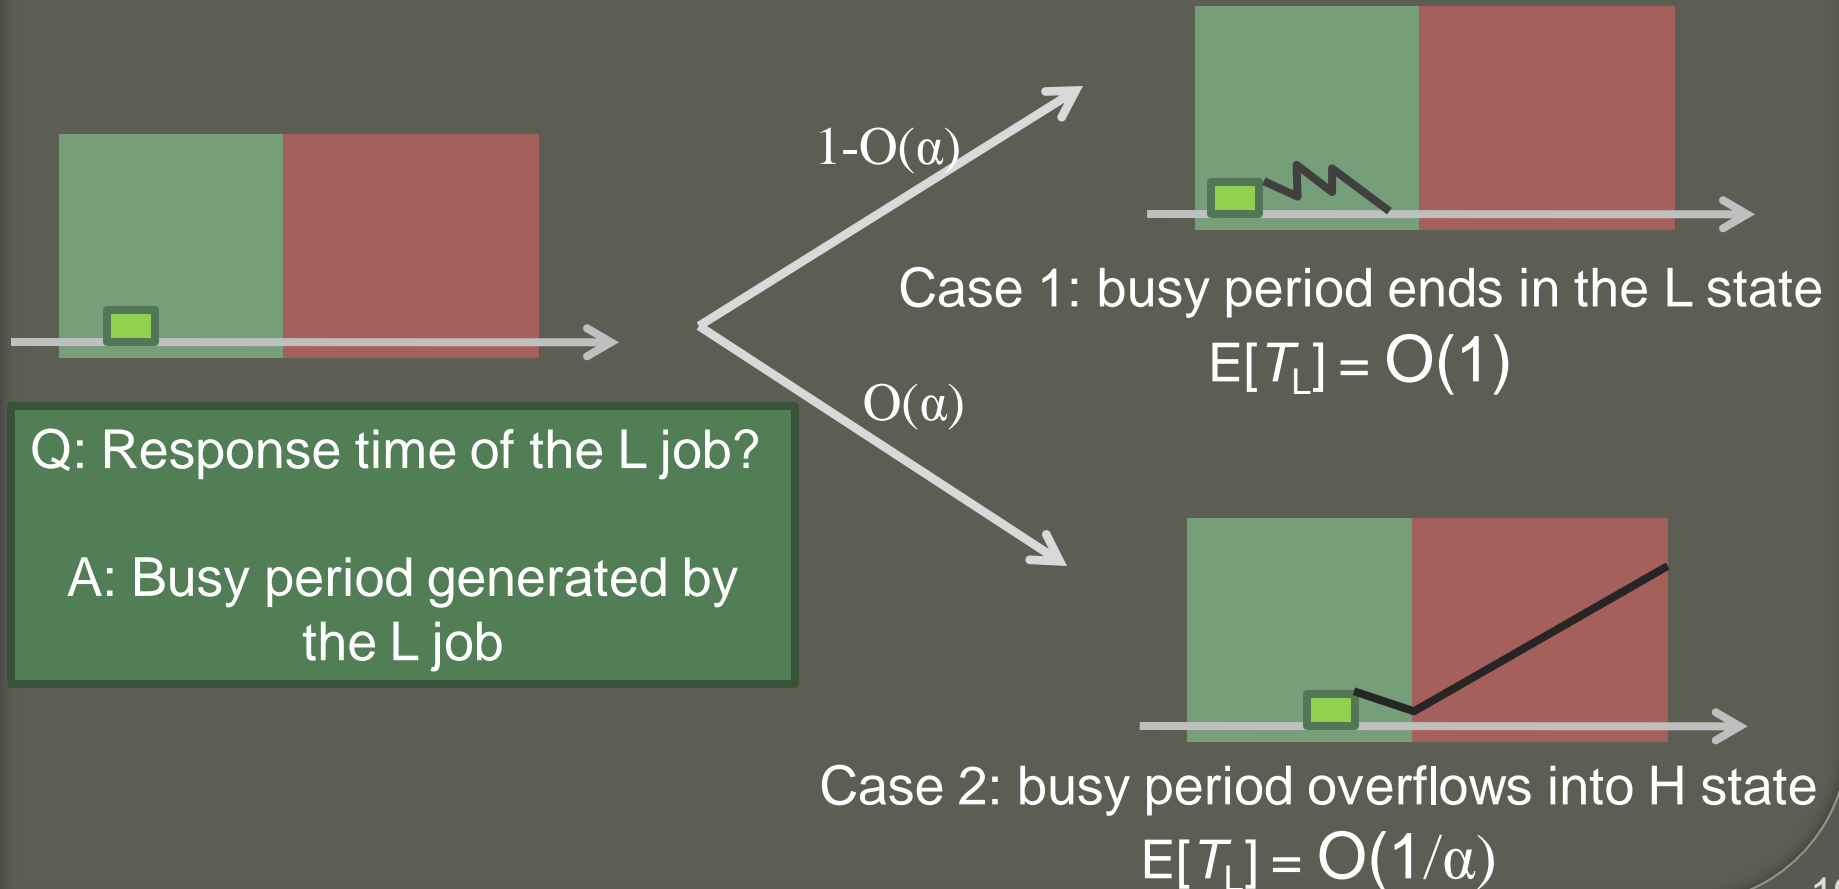 1-O(α)
Case 1: busy period ends in the L state
E[T_L] = O(1)
O(α)
Q: Response time of the L job?
A: Busy period generated by
the L job
Case 2: busy period overflows into H state
E[T_L] = O(1/α)